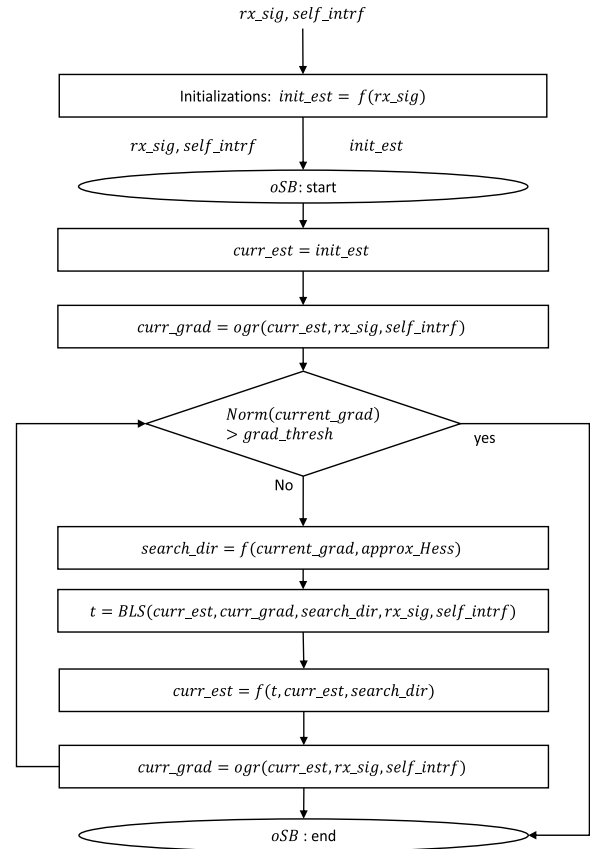 rx_sig, self_intrf
Initializations: init_est = f(rx_sig)
rx_sig, self_intrf init_est
oSB: start
curr_est = init_est
curr_grad = ogr(curr_est, rx_sig, self_intrf)
Norm(current_grad)
> grad_thresh
yes
No
search_dir = f(current_grad, approx_Hess)
t = BLS(curr_est, curr_grad, search_dir, rx_sig, self_intrf)
curr_est = f(t, curr_est, search_dir)
curr_grad = ogr(curr_est, rx_sig, self_intrf)
oSB : end